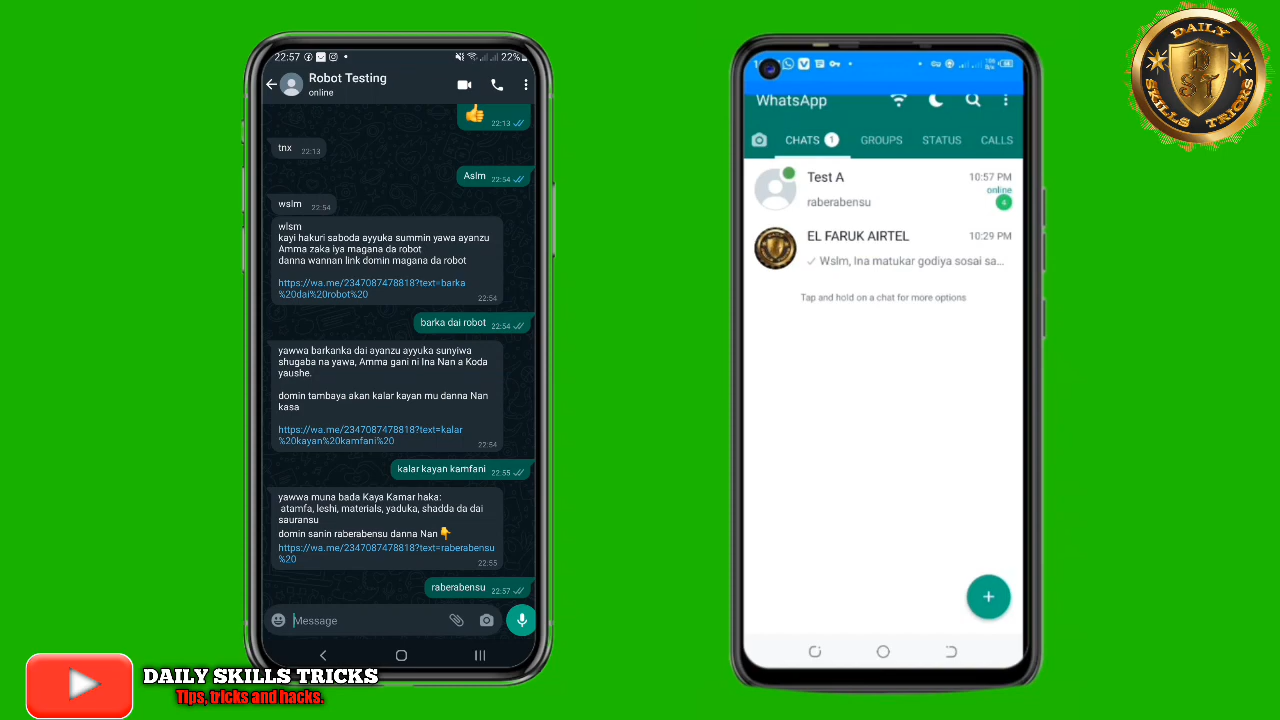 22:57
22%
Robot Testing
online
22:13
tnx 22:13
Aslm 22:54
wslm 22:54
wlsm
kayi hakuri saboda ayyuka summin yawa ayanzu
Amma zaka iya magana da robot
danna wannan link domin magana da robot
https://wa.me/2347087478818?text=barka
%20dai%20robot%20
22:54
barka dai robot 22:54
yawwa barkanka dai ayanzu ayyuka sunyiwa
shugaba na yawa, Amma gani ni Ina Nan a Koda
yaushe.
domin tambaya akan kalar kayan mu danna Nan
kasa
https://wa.me/2347087478818?text=kalar
%20kayan%20kamfani%20
22:54
kalar kayan kamfani 22:55
yawwa muna bada Kaya Kamar haka:
atamfa, leshi, materials, yaduka, shadda da dai
sauransu
domin sanin raberabensu danna Nan👇
https://wa.me/2347087478818?text=raberabensu
%20
22:55
raberabensu 22:57
Message
WhatsApp
CHATS 1 GROUPS STATUS CALLS
Test A 10:57 PM
online
raberabensu 4
EL FARUK AIRTEL 10:29 PM
Wslm, Ina matukar godiya sosai sa...
Tap and hold on a chat for more options
+
DAILY
DST
SKILLS TRICKS
DAILY SKILLS TRICKS
Tips, tricks and hacks.